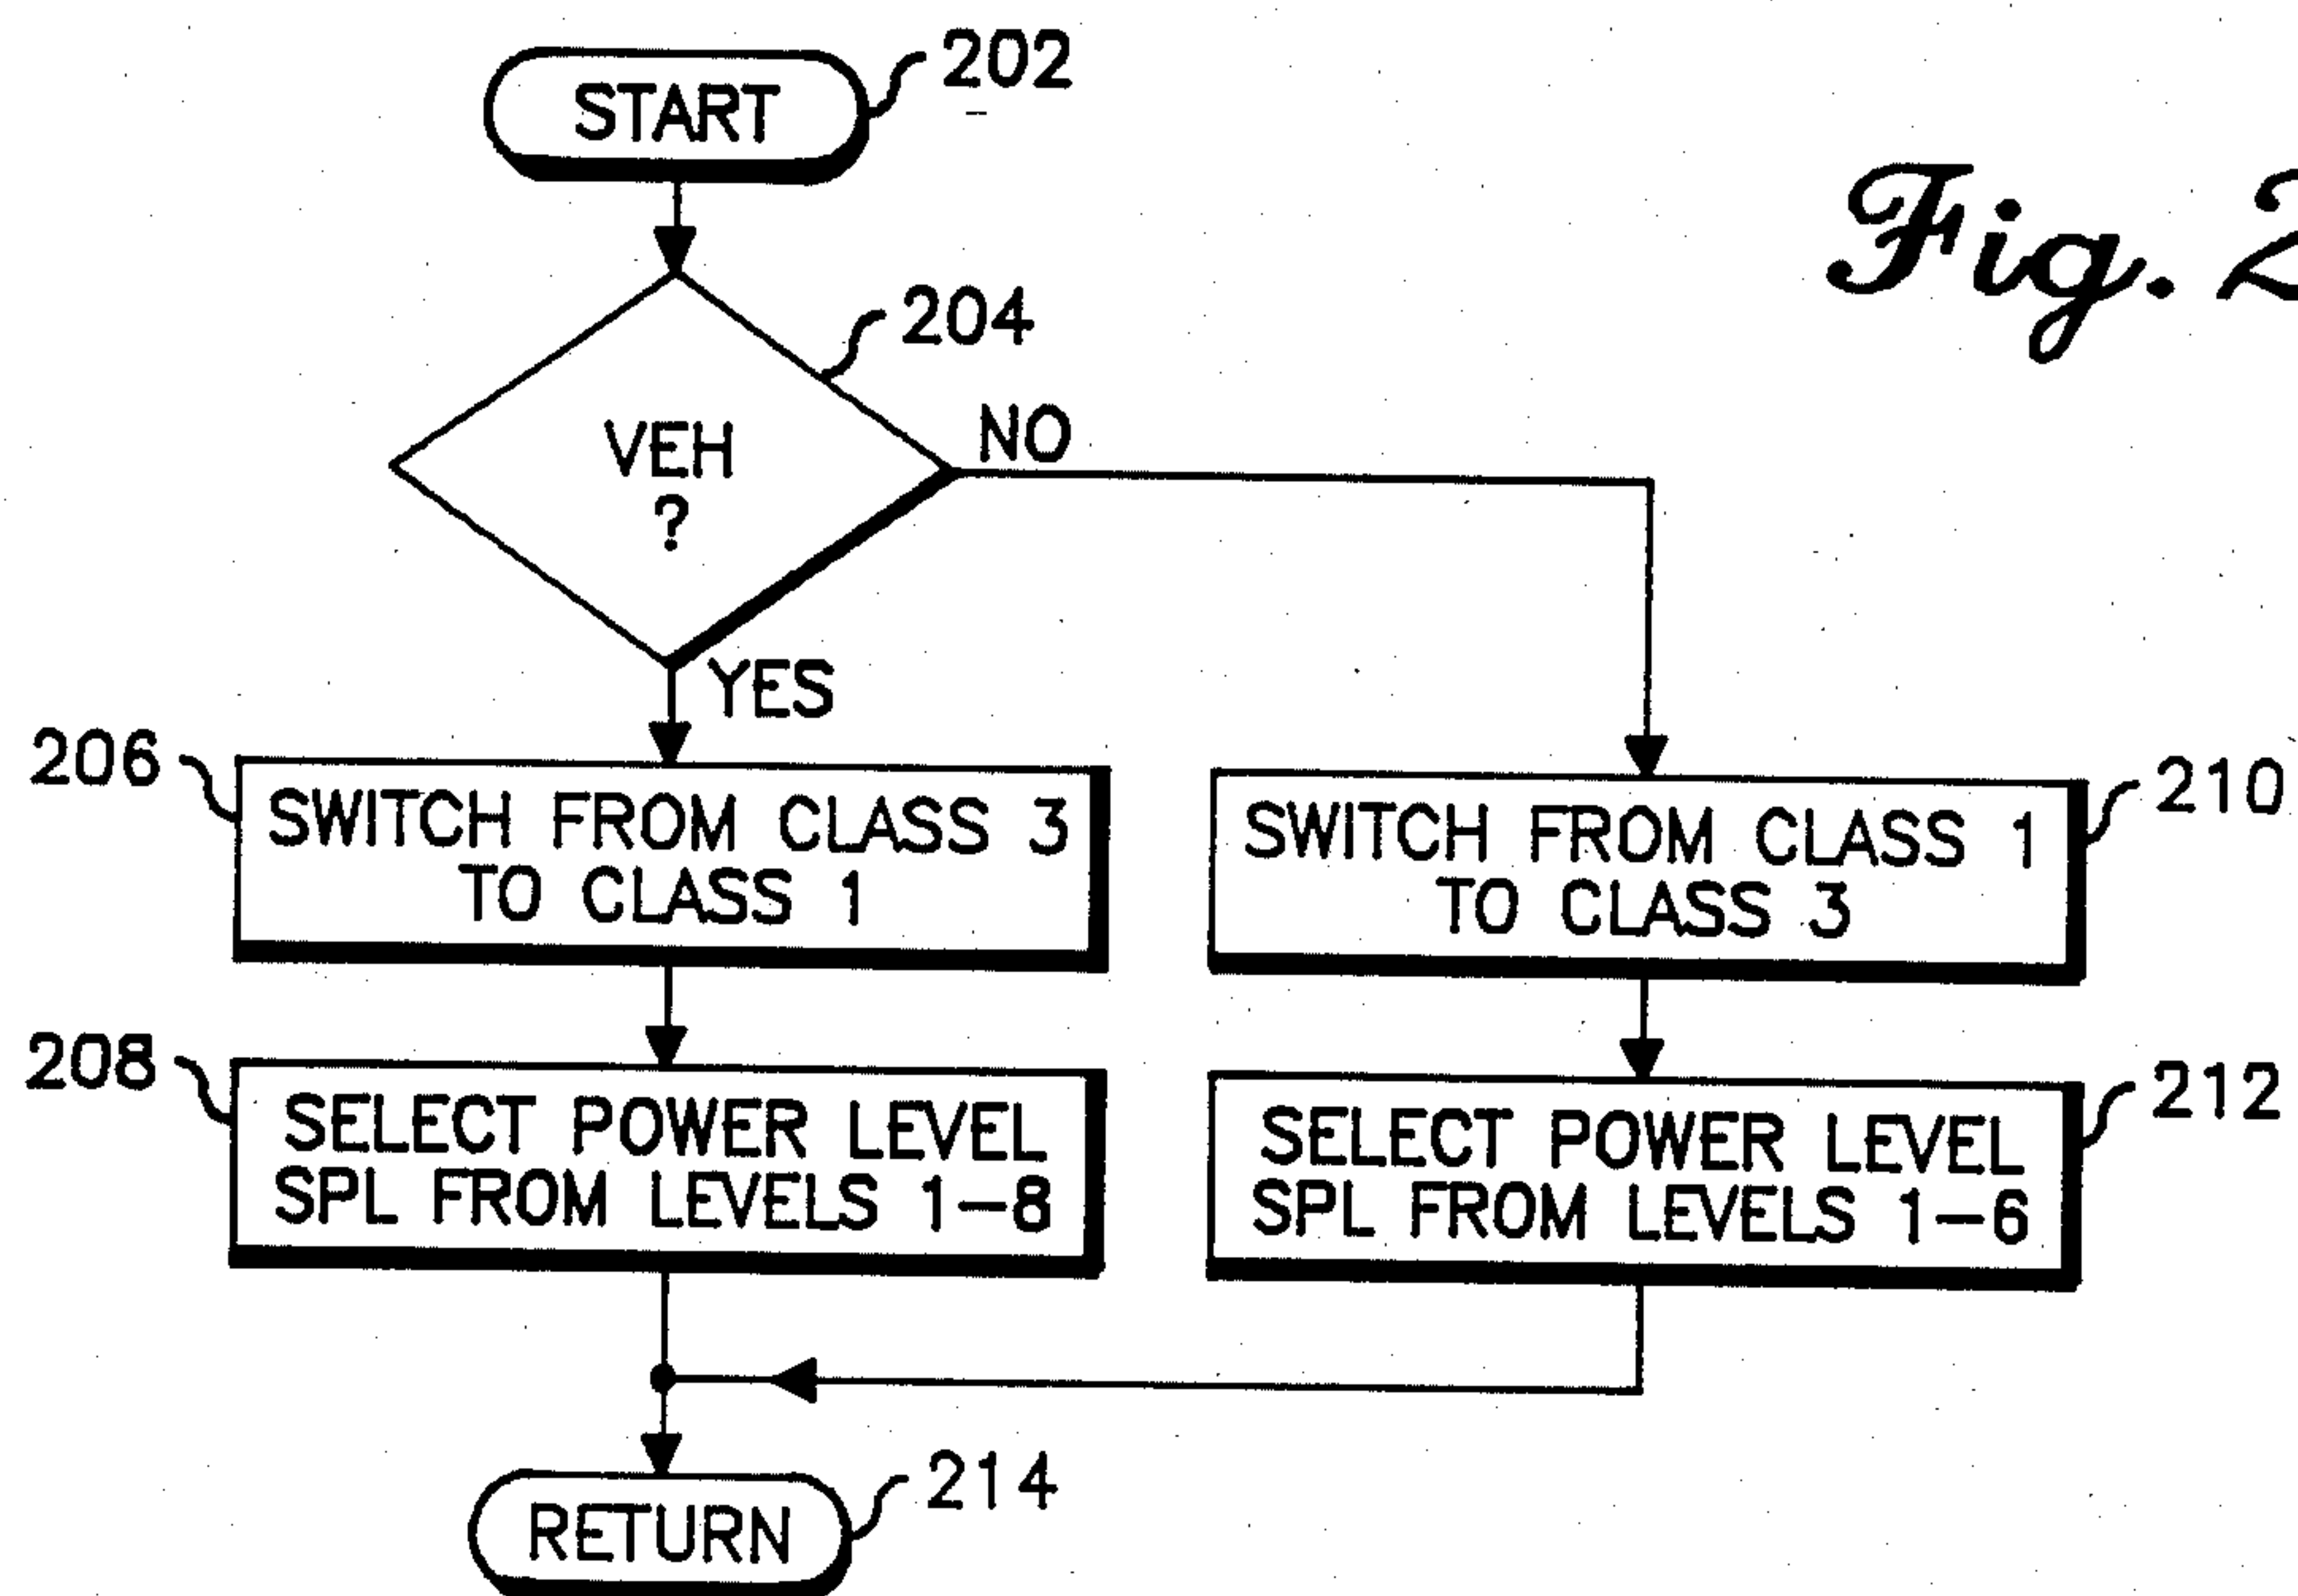 START
202
Fig. 2
204
VEH
?
NO
YES
206
SWITCH FROM CLASS 3
TO CLASS 1
210
SWITCH FROM CLASS 1
TO CLASS 3
208
SELECT POWER LEVEL
SPL FROM LEVELS 1-8
212
SELECT POWER LEVEL
SPL FROM LEVELS 1-6
RETURN
214